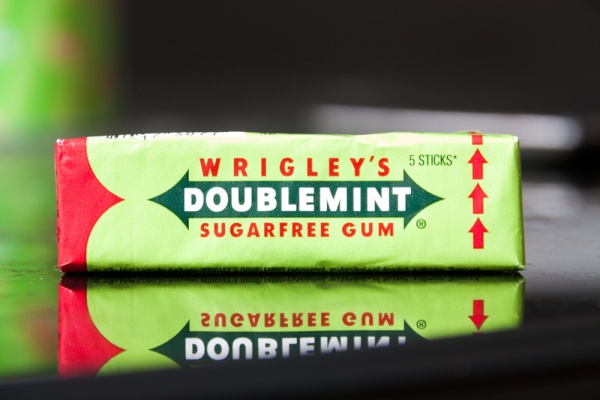 WRIGLEY'S
5 STICKS*
DOUBLEMINT
®
SUGARFREE GUM